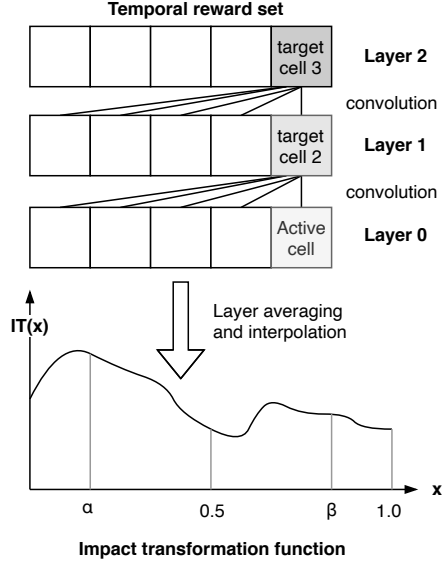 Temporal reward set
target
cell 3
Layer 2
convolution
target
cell 2
Layer 1
convolution
Active
cell
Layer 0
Layer averaging
and interpolation
IT(x)
x
α
0.5
β
1.0
Impact transformation function